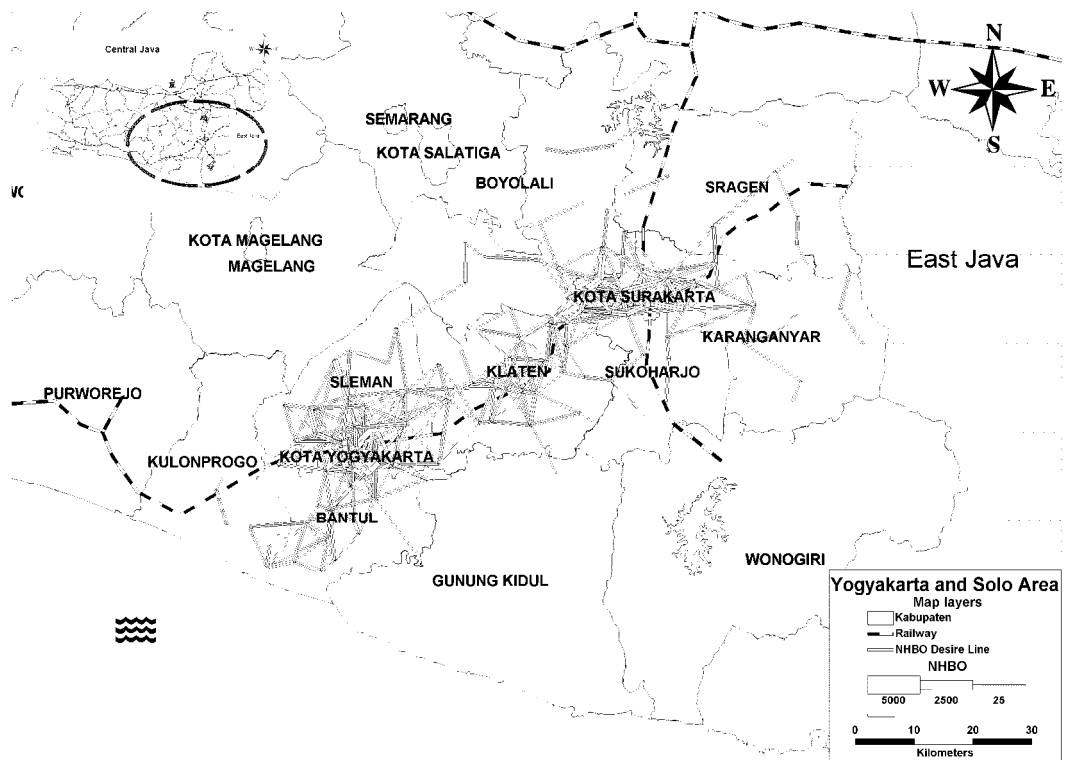 Central Java
W E
East Java
N
W E
S
SEMARANG
KOTA SALATIGA
BOYOLALI
SRAGEN
KOTA MAGELANG
MAGELANG
East Java
KOTA SURAKARTA
KARANGANYAR
KLATEN
SUKOHARJO
SLEMAN
PURWOREJO
KULONPROGO
KOTA YOGYAKARTA
BANTUL
GUNUNG KIDUL
WONOGIRI
Yogyakarta and Solo Area
Map layers
Kabupaten
Railway
NHBO Desire Line
NHBO
5000 2500 25
0 10 20 30
Kilometers